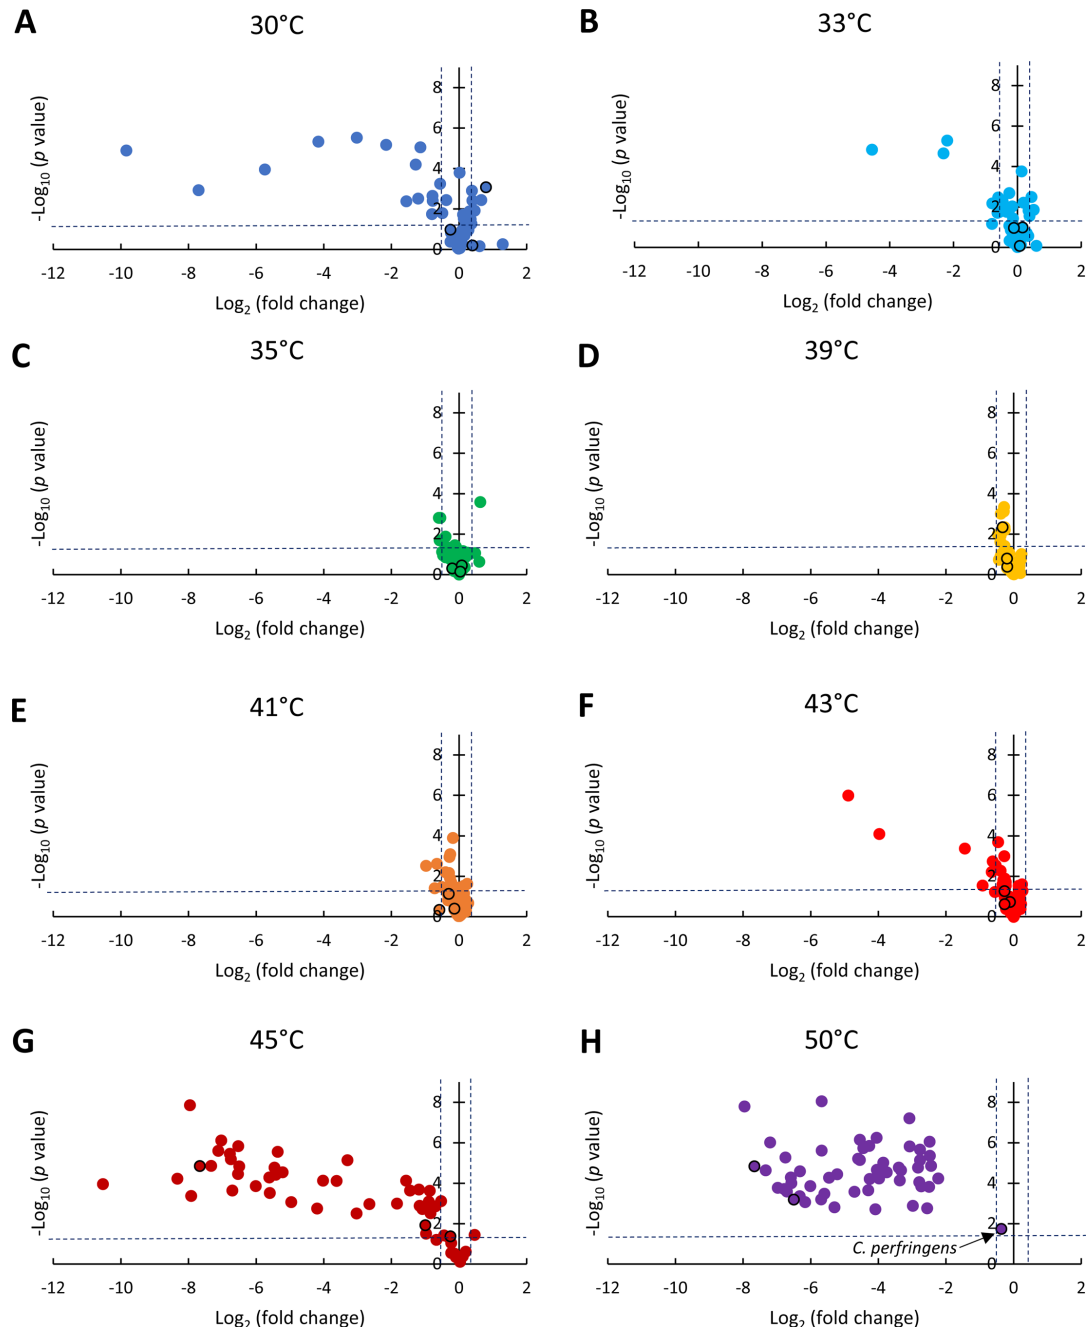 A
30°C
-Log10 (p value)
8
6
4
2
0
-12 -10 -8 -6 -4 -2 0 2
Log2 (fold change)
B
33°C
-Log10 (p value)
8
6
4
2
0
-12 -10 -8 -6 -4 -2 0 2
Log2 (fold change)
C
35°C
-Log10 (p value)
8
6
4
2
0
-12 -10 -8 -6 -4 -2 0 2
Log2 (fold change)
D
39°C
-Log10 (p value)
8
6
4
2
0
-12 -10 -8 -6 -4 -2 0 2
Log2 (fold change)
E
41°C
-Log10 (p value)
8
6
4
2
0
-12 -10 -8 -6 -4 -2 0 2
Log2 (fold change)
F
43°C
-Log10 (p value)
8
6
4
2
0
-12 -10 -8 -6 -4 -2 0 2
Log2 (fold change)
G
45°C
-Log10 (p value)
8
6
4
2
0
-12 -10 -8 -6 -4 -2 0 2
Log2 (fold change)
H
50°C
-Log10 (p value)
8
6
4
2
0
C. perfringens
-12 -10 -8 -6 -4 -2 0 2
Log2 (fold change)